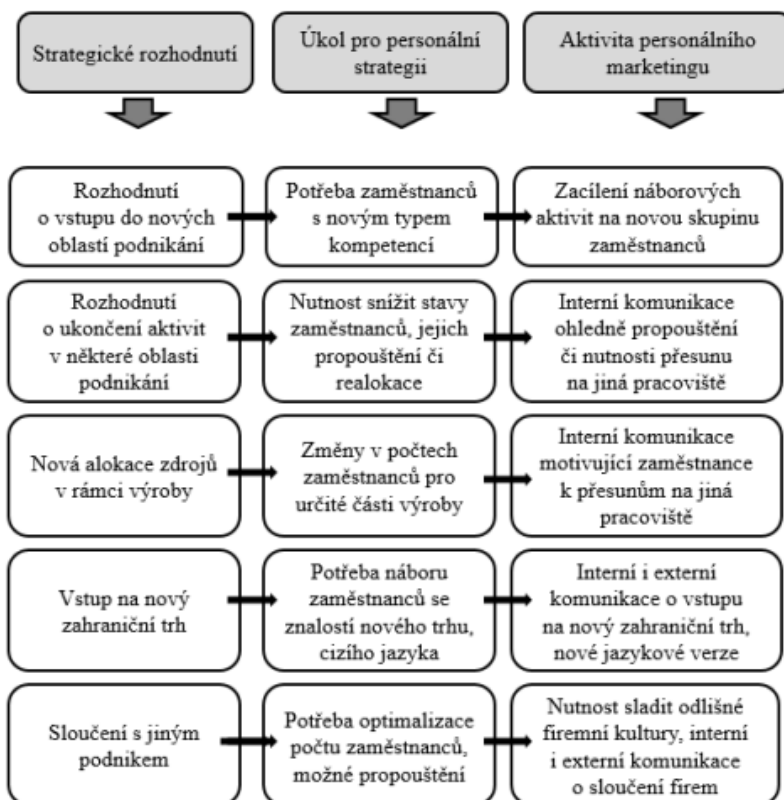 Strategické rozhodnutí
Úkol pro personální
strategii
Aktivita personálního
marketingu
Rozhodnutí
o vstupu do nových
oblastí podnikání
Potřeba zaměstnanců
s novým typem
kompetencí
Zacílení náborových
aktivit na novou skupinu
zaměstnanců
Rozhodnutí
o ukončení aktivit
v některé oblasti
podnikání
Nutnost snížit stavy
zaměstnanců, jejich
propouštění či
realokace
Interní komunikace
ohledně propouštění
či nutnosti přesunu
na jiná pracoviště
Nová alokace zdrojů
v rámci výroby
Změny v počtech
zaměstnanců pro
určité části výroby
Interní komunikace
motivující zaměstnance
k přesunům na jiná
pracoviště
Vstup na nový
zahraniční trh
Potřeba náboru
zaměstnanců se
znalostí nového trhu,
cizího jazyka
Interní i externí
komunikace o vstupu
na nový zahraniční trh,
nové jazykové verze
Sloučení s jiným
podnikem
Potřeba optimalizace
počtu zaměstnanců,
možné propouštění
Nutnost sladit odlišné
firemní kultury, interní
i externí komunikace
o sloučení firem